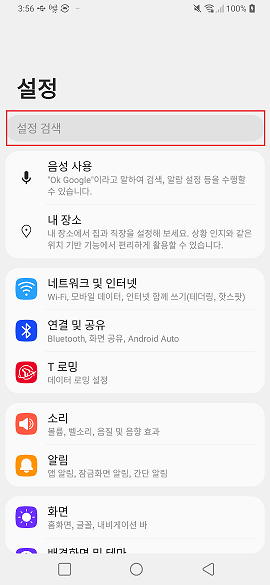 3:56
100%
설정
설정 검색
음성 사용
"Ok Google"이라고 말하여 검색, 알람 설정 등을 수행할
수 있습니다.
내 장소
내 장소에서 집과 직장을 설정해 보세요. 상황 인지와 같은
위치 기반 기능에서 편리하게 활용할 수 있습니다.
네트워크 및 인터넷
Wi-Fi, 모바일 데이터, 인터넷 함께 쓰기(테더링, 핫스팟)
연결 및 공유
Bluetooth, 화면 공유, Android Auto
T 로밍
데이터 로밍 설정
소리
볼륨, 벨소리, 음질 및 음향 효과
알림
앱 알림, 잠금화면 알림, 간단 알림
화면
홈화면, 글꼴, 내비게이션 바
배경화면 및 테마